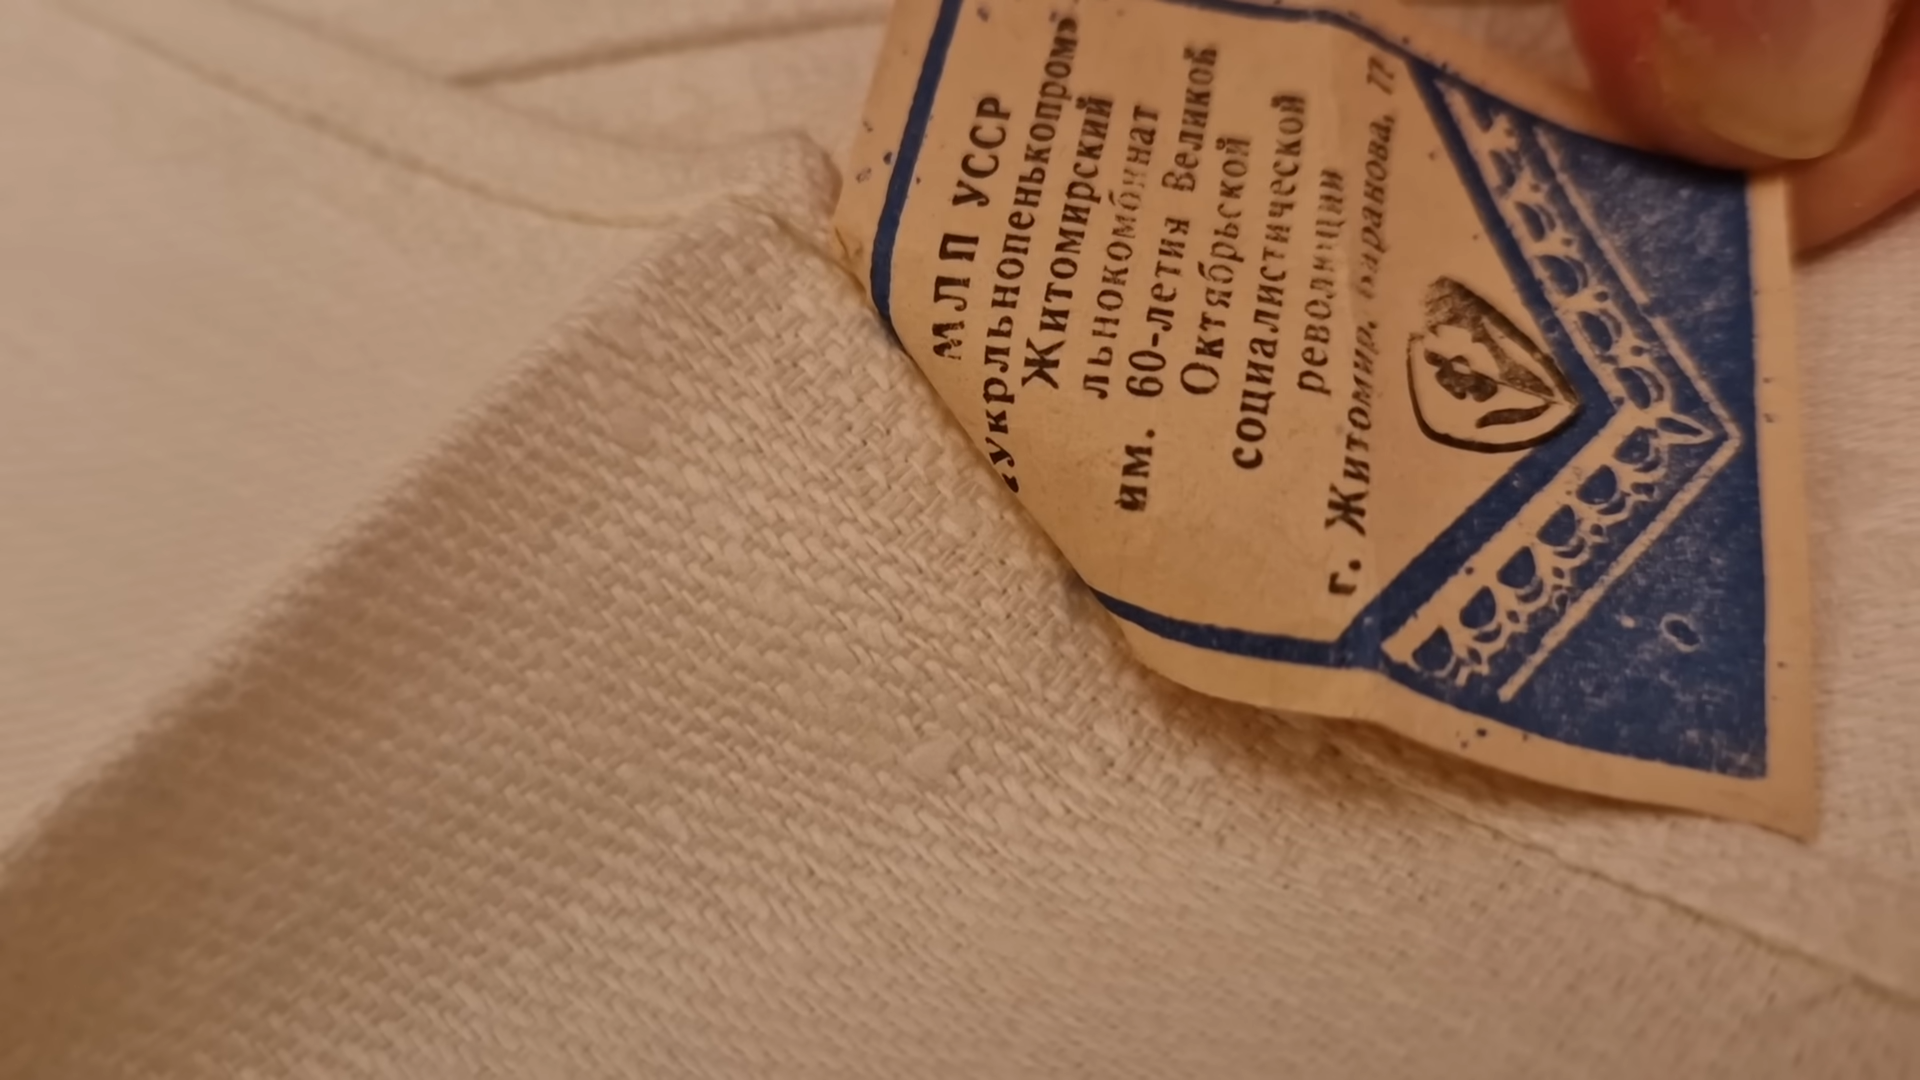 МЛП УССР
«Укрльнопенькопром»
Житомирский
льнокомбинат
им. 60-летия Великой
Октябрьской
социалистической
революции
г. Житомир, Баранова, 77